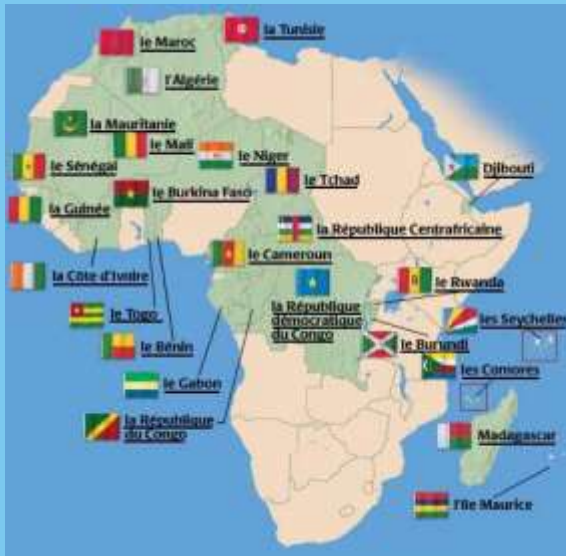 la Tunisie
le Maroc
l'Algérie
la Mauritanie
le Mali
le Niger
le Sénégal
Djibouti
le Tchad
le Burkina Faso
la Guinée
la République Centrafricaine
le Cameroun
la Côte d'Ivoire
le Rwanda
la République
démocratique
du Congo
le Togo
les Seychelles
le Bénin
le Burundi
les Comores
le Gabon
la République
du Congo
Madagascar
l'île Maurice